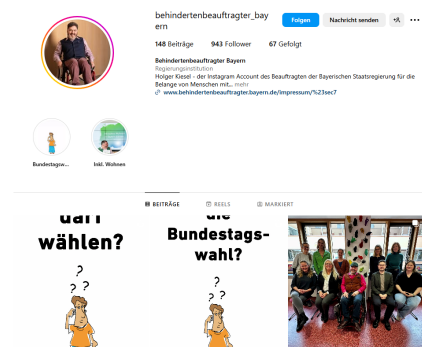 behindertenbeauftragter_bay
ern
Folgen
Nachricht senden
148 Beiträge
943 Follower
67 Gefolgt
Behindertenbeauftragter Bayern
Regierungsinstitution
Holger Kiesel - der Instagram Account des Beauftragten der Bayerischen Staatsregierung für die
Belange von Menschen mit... mehr
www.behindertenbeauftragter.bayern.de/impressum/%23sec7
Bundestagsw...
Inkl. Wohnen
BEITRÄGE
REELS
MARKIERT
darf
wählen?
? ? ?
die
Bundestags-
wahl?
? ? ?